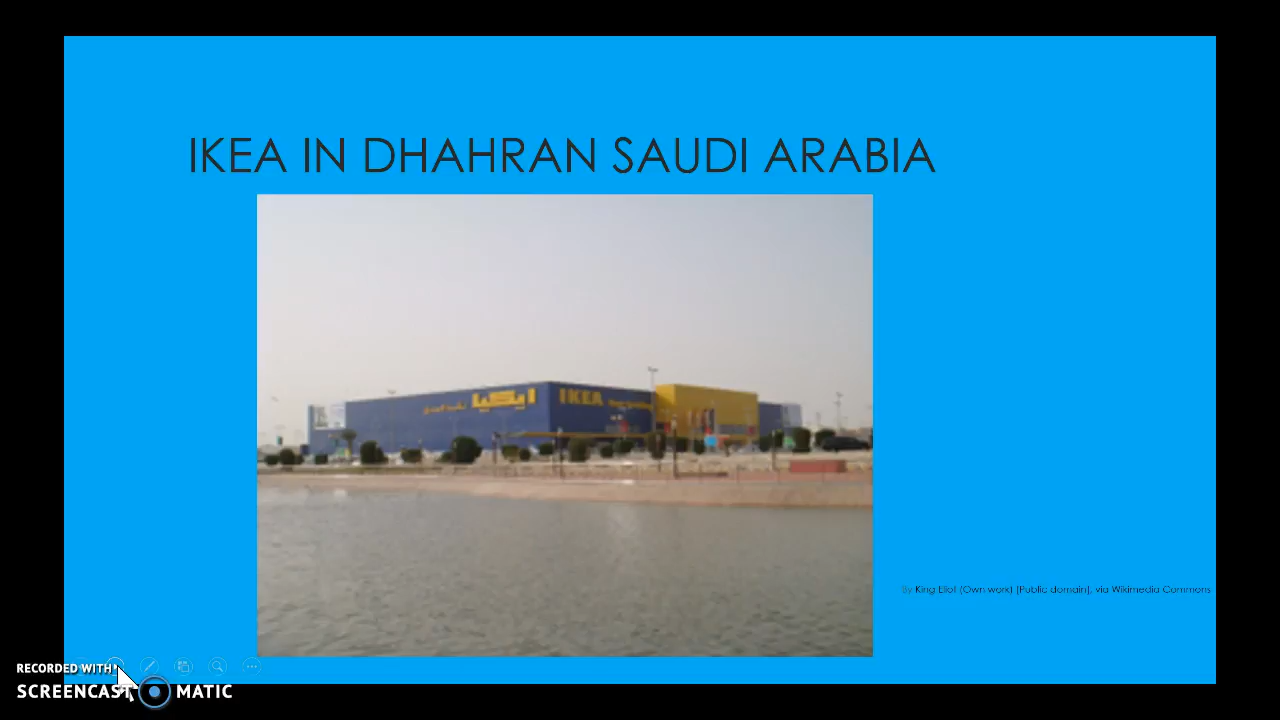 IKEA IN DHAHRAN SAUDI ARABIA
ايكيا
IKEA
By King Eliot (Own work) [Public domain], via Wikimedia Commons
RECORDED WITH
SCREENCAST MATIC